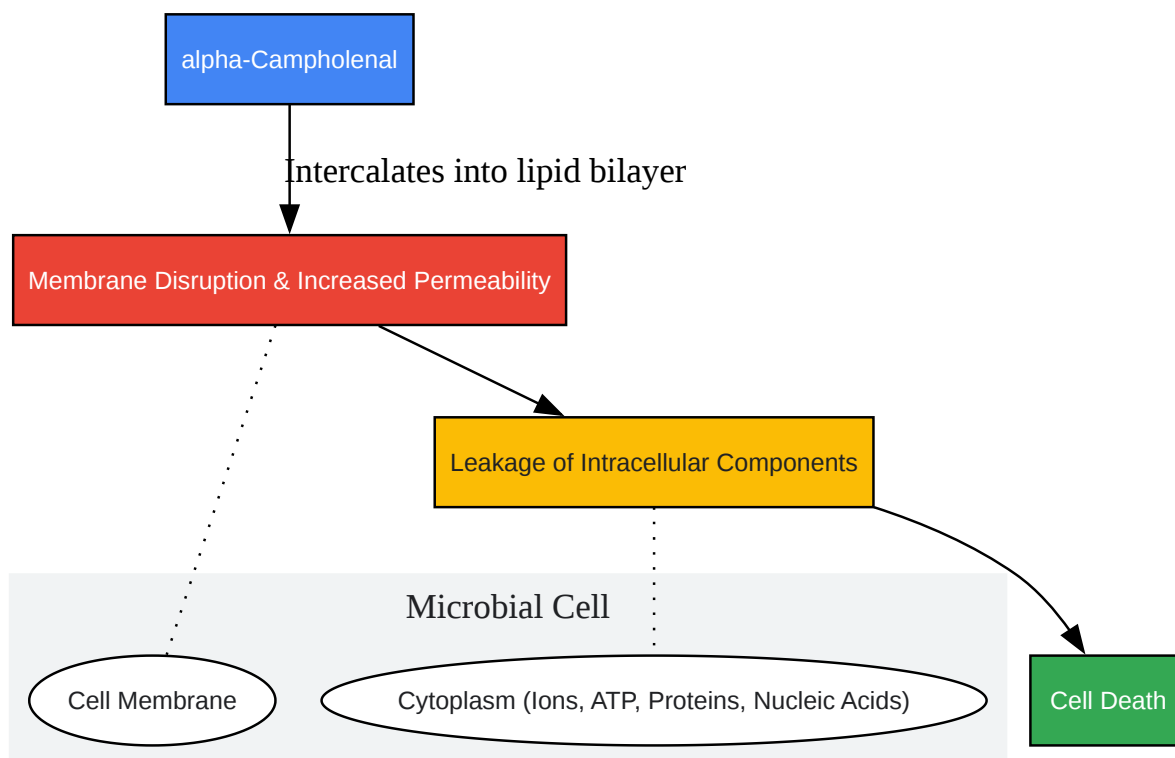 alpha-Campholenal
Intercalates into lipid bilayer
Membrane Disruption & Increased Permeability
Leakage of Intracellular Components
Microbial Cell
Cell Membrane
Cytoplasm (Ions, ATP, Proteins, Nucleic Acids)
Cell Death